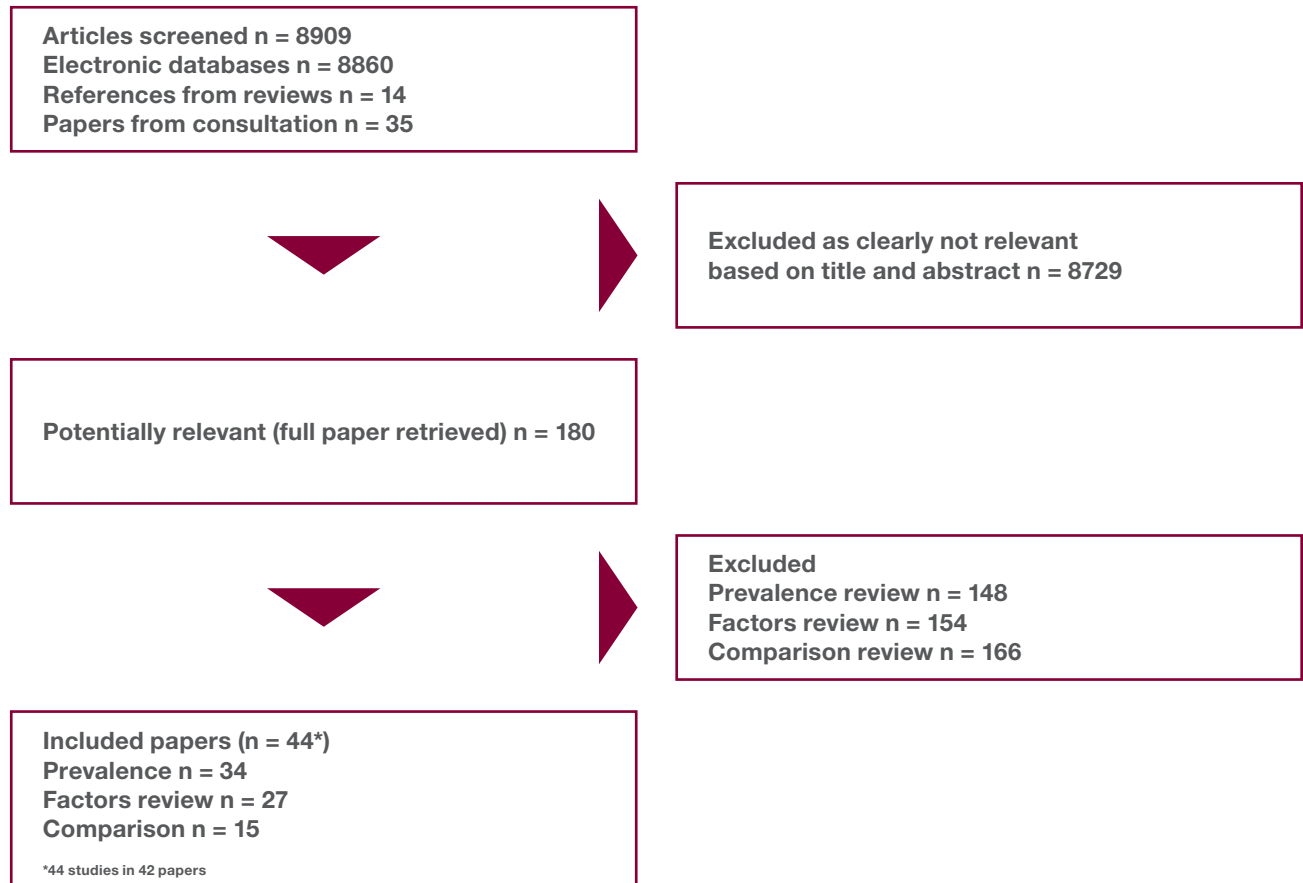 Articles screened n = 8909
Electronic databases n = 8860
References from reviews n = 14
Papers from consultation n = 35
Excluded as clearly not relevant
based on title and abstract n = 8729
Potentially relevant (full paper retrieved) n = 180
Excluded
Prevalence review n = 148
Factors review n = 154
Comparison review n = 166
Included papers (n = 44*)
Prevalence n = 34
Factors review n = 27
Comparison n = 15
*44 studies in 42 papers